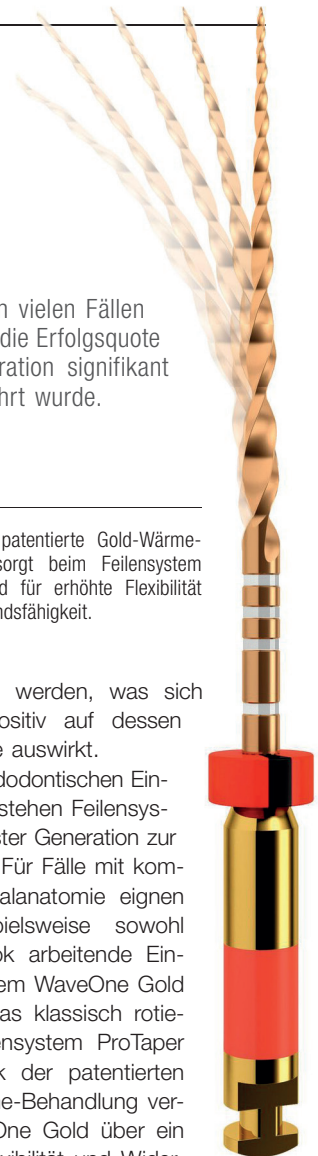 n vielen Fällen
die Erfolgsquote
ration signifikant
hrt wurde.
patentierte Gold-Wärme-
sorgt beim Feilensystem
d für erhöhte Flexibilität
ndsfähigkeit.
werden, was sich
ositiv auf dessen
e auswirkt.
dodontischen Ein-
stehen Feilensys-
ster Generation zur
Für Fälle mit kom-
alanatomie eignen
pielsweise sowohl
ok arbeitende Ein-
em WaveOne Gold
as klassisch rotie-
ensystem ProTaper
k der patentierten
ne-Behandlung ver-
One Gold über ein